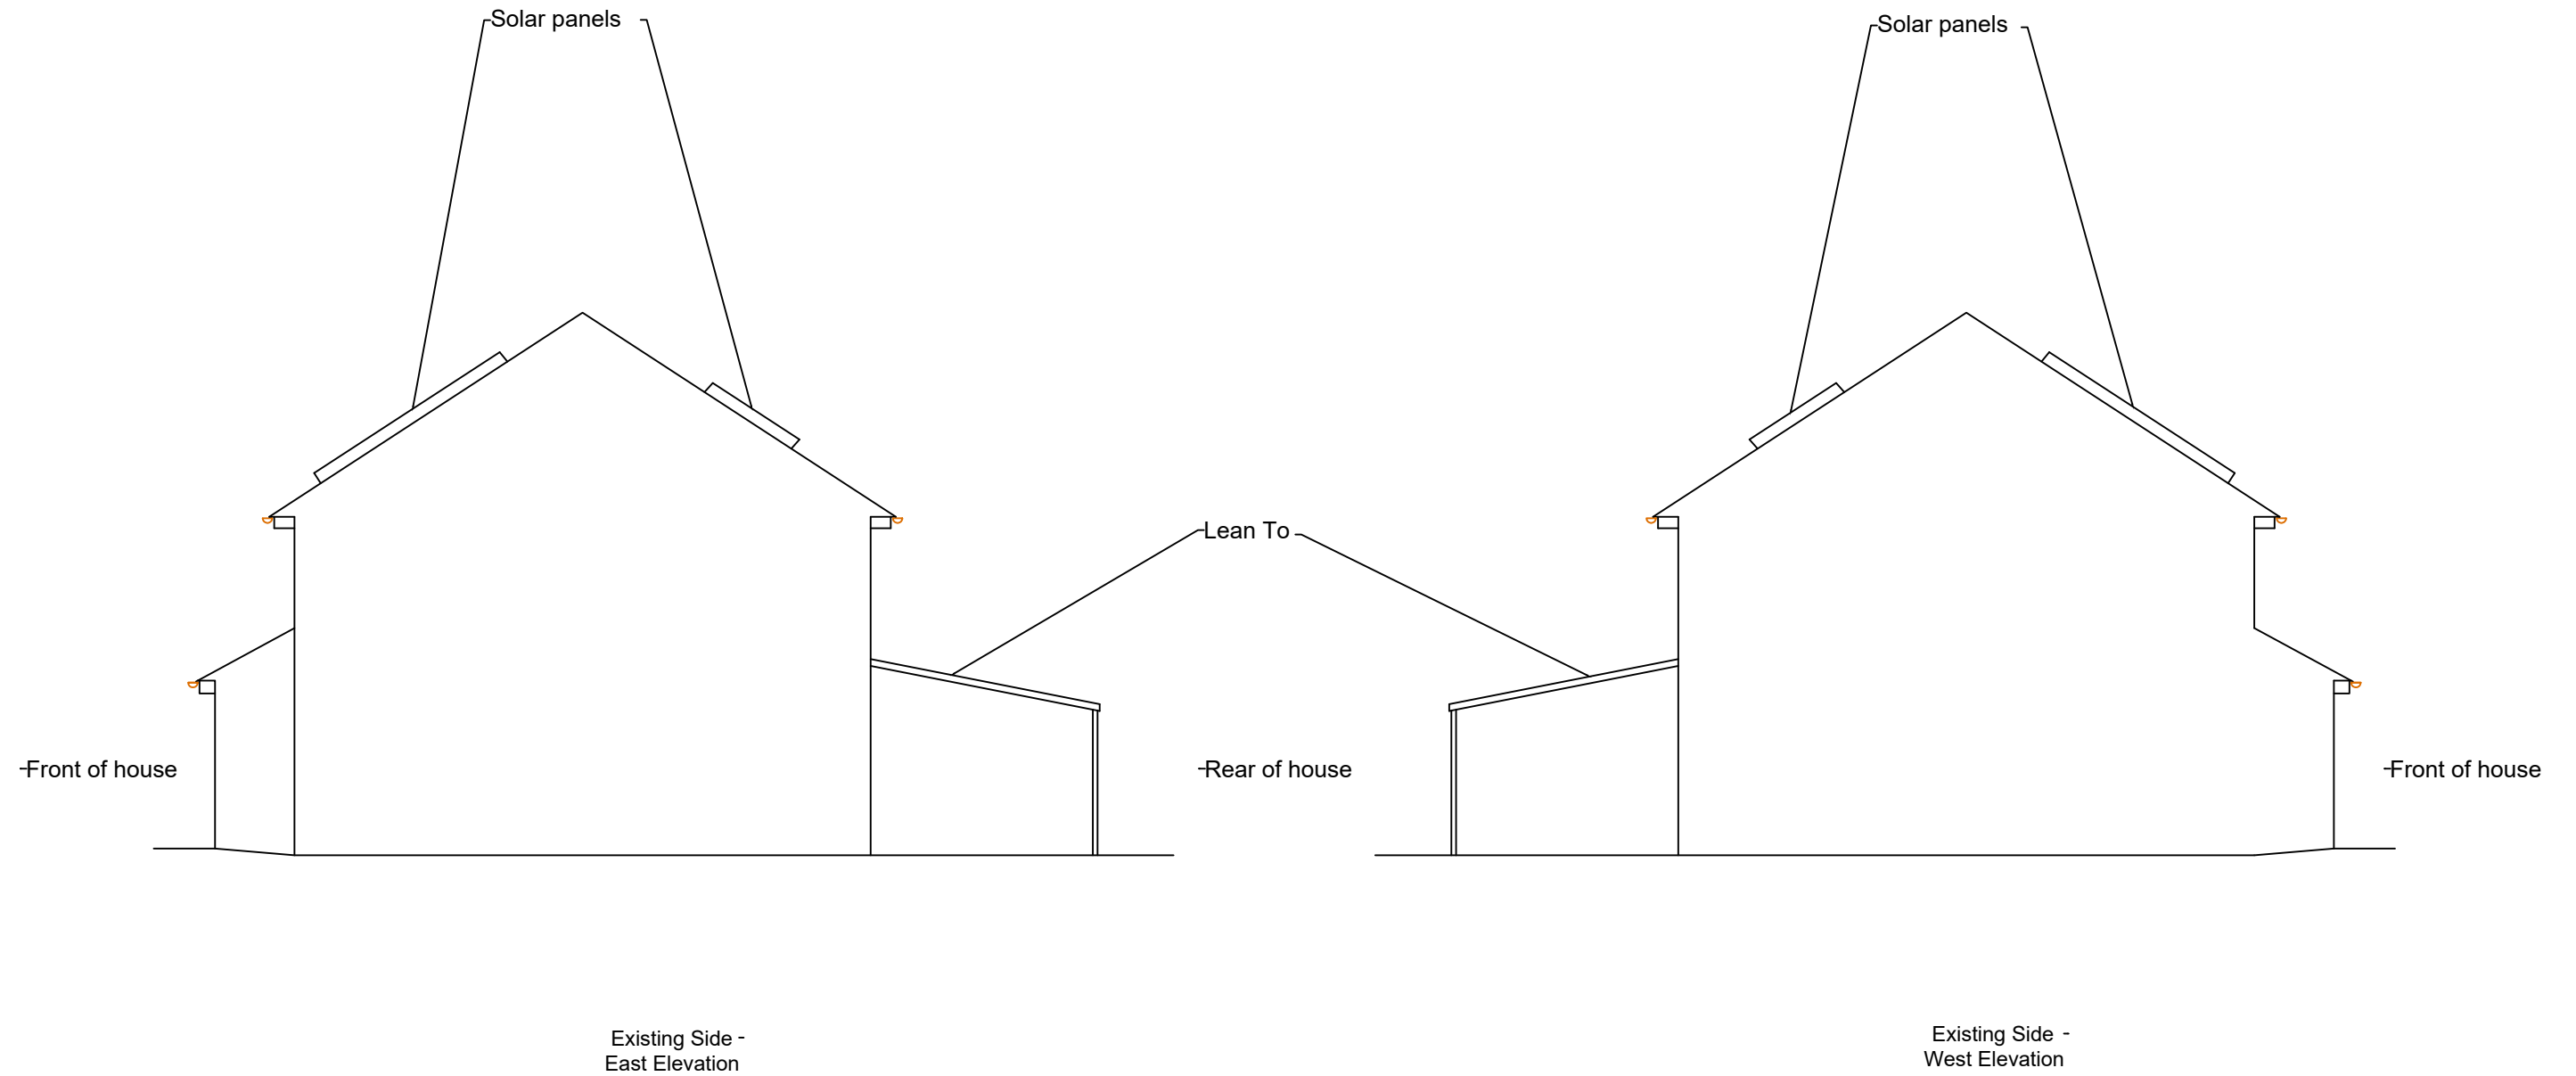 Solar panels
Solar panels
Lean To
Front of house
Rear of house
Front of house
Existing Side -
East Elevation
Existing Side -
West Elevation